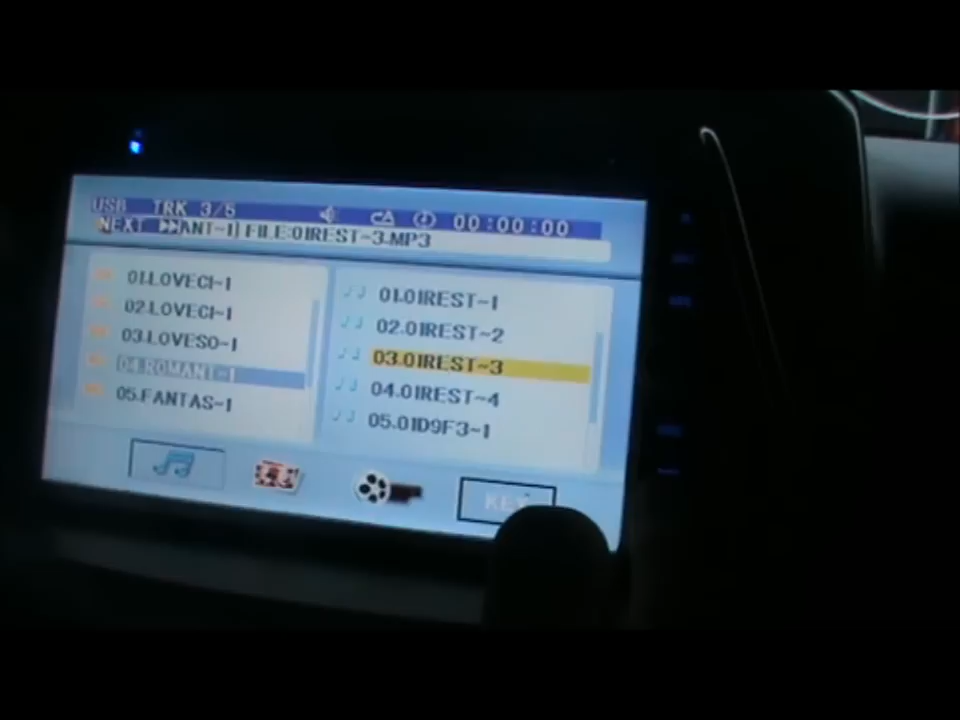 USB TRK 3/5 00:00:00
NEXT ANT~1) FILE:01REST~3.MP3
01.LOVECI~1
02.LOVECI~1
03.LOVESO~1
04.ROMANT~1
05.FANTAS~1
01.01REST~1
02.01REST~2
03.01REST~3
04.01REST~4
05.01D9F3~1